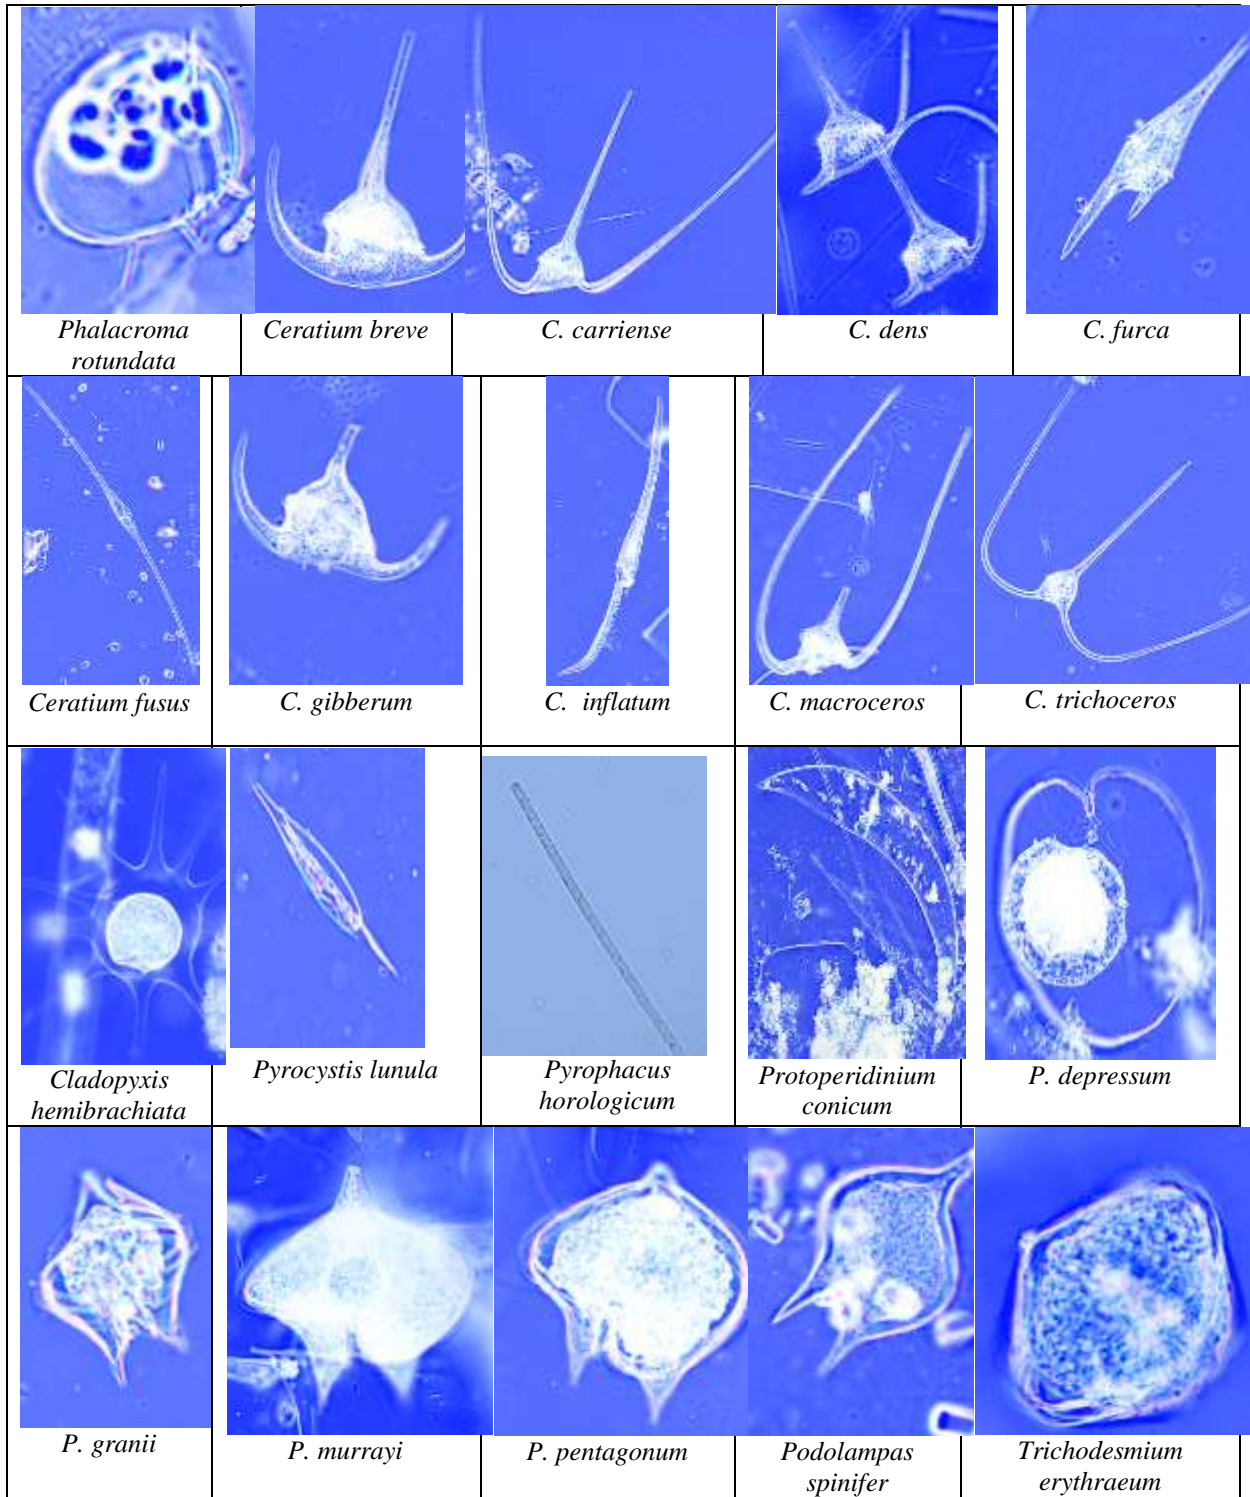 Phalacroma
rotundata
Ceratium breve
C. carriense
C. dens
C. furca
Ceratium fusus
C. gibberum
C. inflatum
C. macroceros
C. trichoceros
Cladopyxis
hemibrachiata
Pyrocystis lunula
Pyrophacus
horologicum
Protoperidinium
conicum
P. depressum
P. granii
P. murrayi
P. pentagonum
Podolampas
spinifer
Trichodesmium
erythraeum